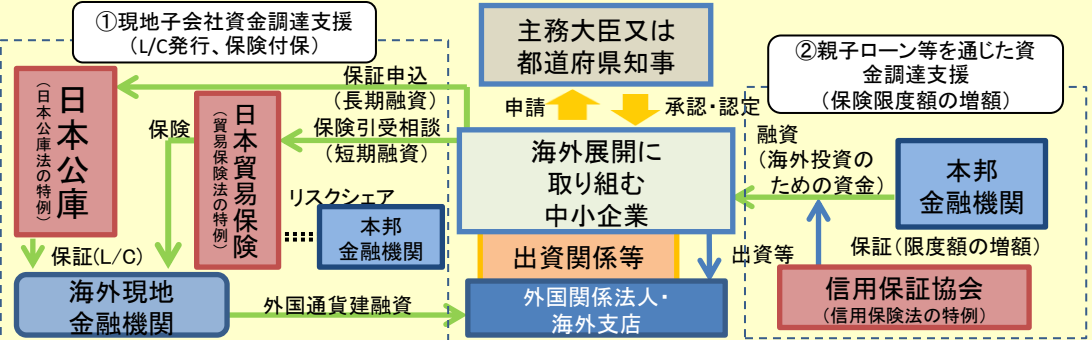 ①現地子会社資金調達支援
(L/C発行、保険付保)
主務大臣又は
都道府県知事
②親子ローン等を通じた資
金調達支援
(保険限度額の増額)
日本公庫
(日本公庫法の特例)
保険
日本貿易保険
(貿易保険法の特例)
保証申込
(長期融資)
保険引受相談
(短期融資)
リスクシェア
本邦
金融機関
申請
承認・認定
海外展開に
取り組む
中小企業
融資
(海外投資の
ための資金)
本邦
金融機関
保証(L/C)
出資関係等
出資等
保証(限度額の増額)
海外現地
金融機関
外国通貨建融資
外国関係法人・
海外支店
信用保証協会
(信用保険法の特例)